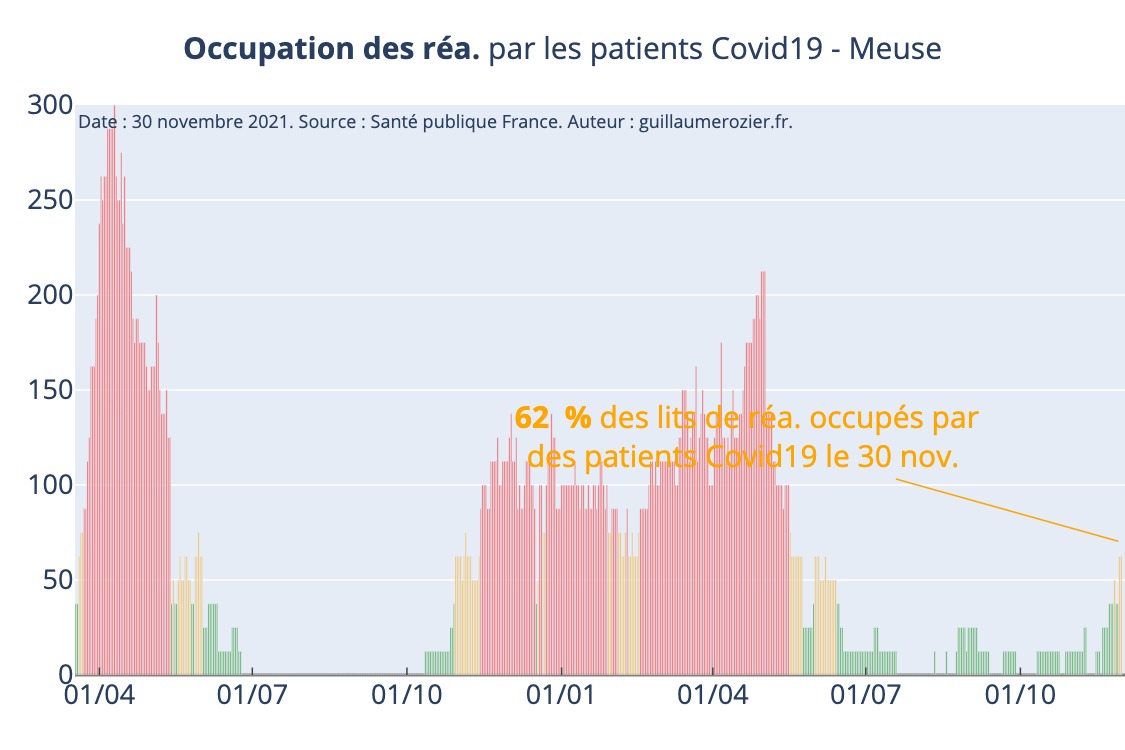 Occupation des réa. par les patients Covid19 - Meuse
300
Date : 30 novembre 2021. Source : Santé publique France. Auteur : guillaumerozier.fr.
250
200
150
62 % des lits de réa. occupés par
des patients Covid19 le 30 nov.
100
50
0
01/04 01/07 01/10 01/01 01/04 01/07 01/10